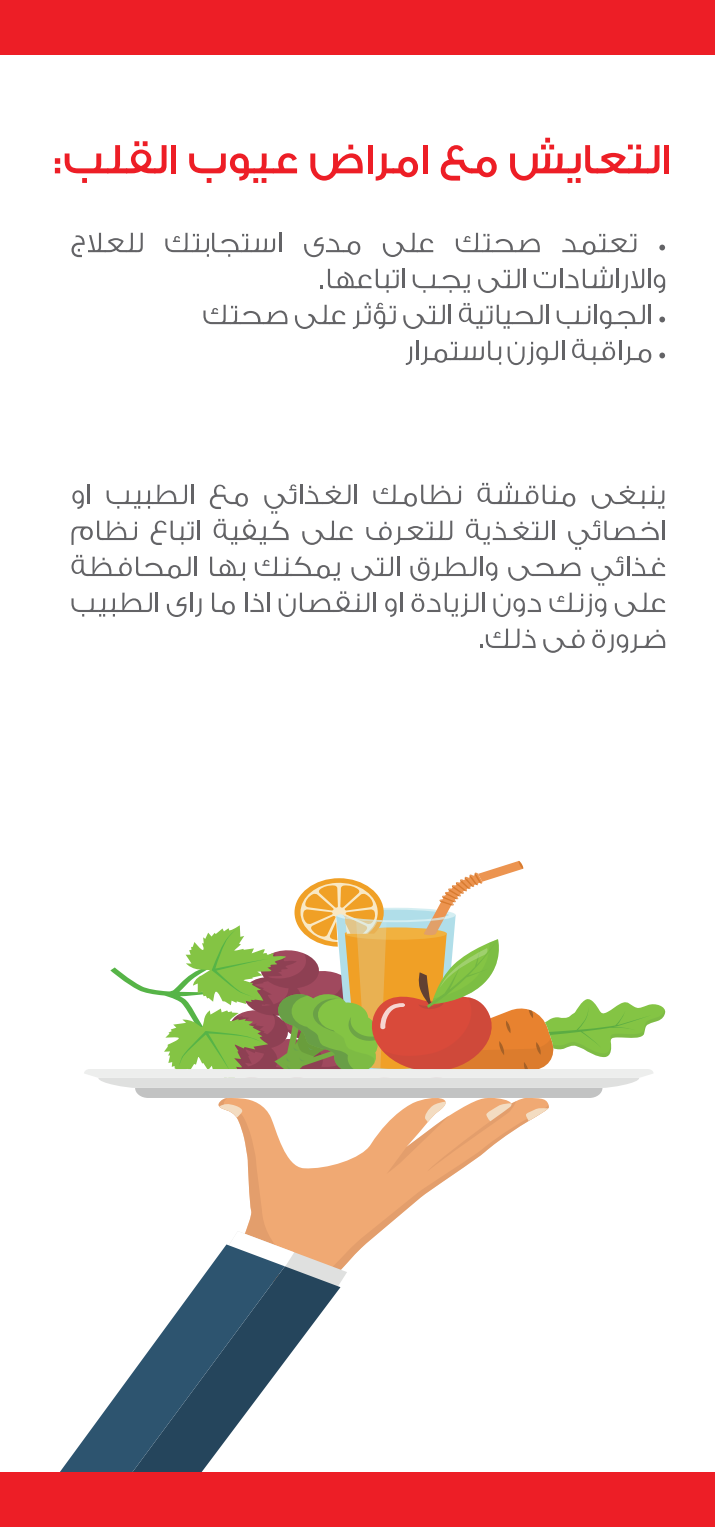 التعايش مع امراض عيوب القلب:
• تعتمد صحتك على مدى استجابتك للعلاج
والاراشادات التى يجب اتباعها.
• الجوانب الحياتية التى تؤثر على صحتك
• مراقبة الوزن باستمرار
ينبغى مناقشة نظامك الغذائي مع الطبيب او
اخصائي التغذية للتعرف على كيفية اتباع نظام
غذائي صحى والطرق التى يمكنك بها المحافظة
على وزنك دون الزيادة او النقصان اذا ما راى الطبيب
ضرورة فى ذلك.